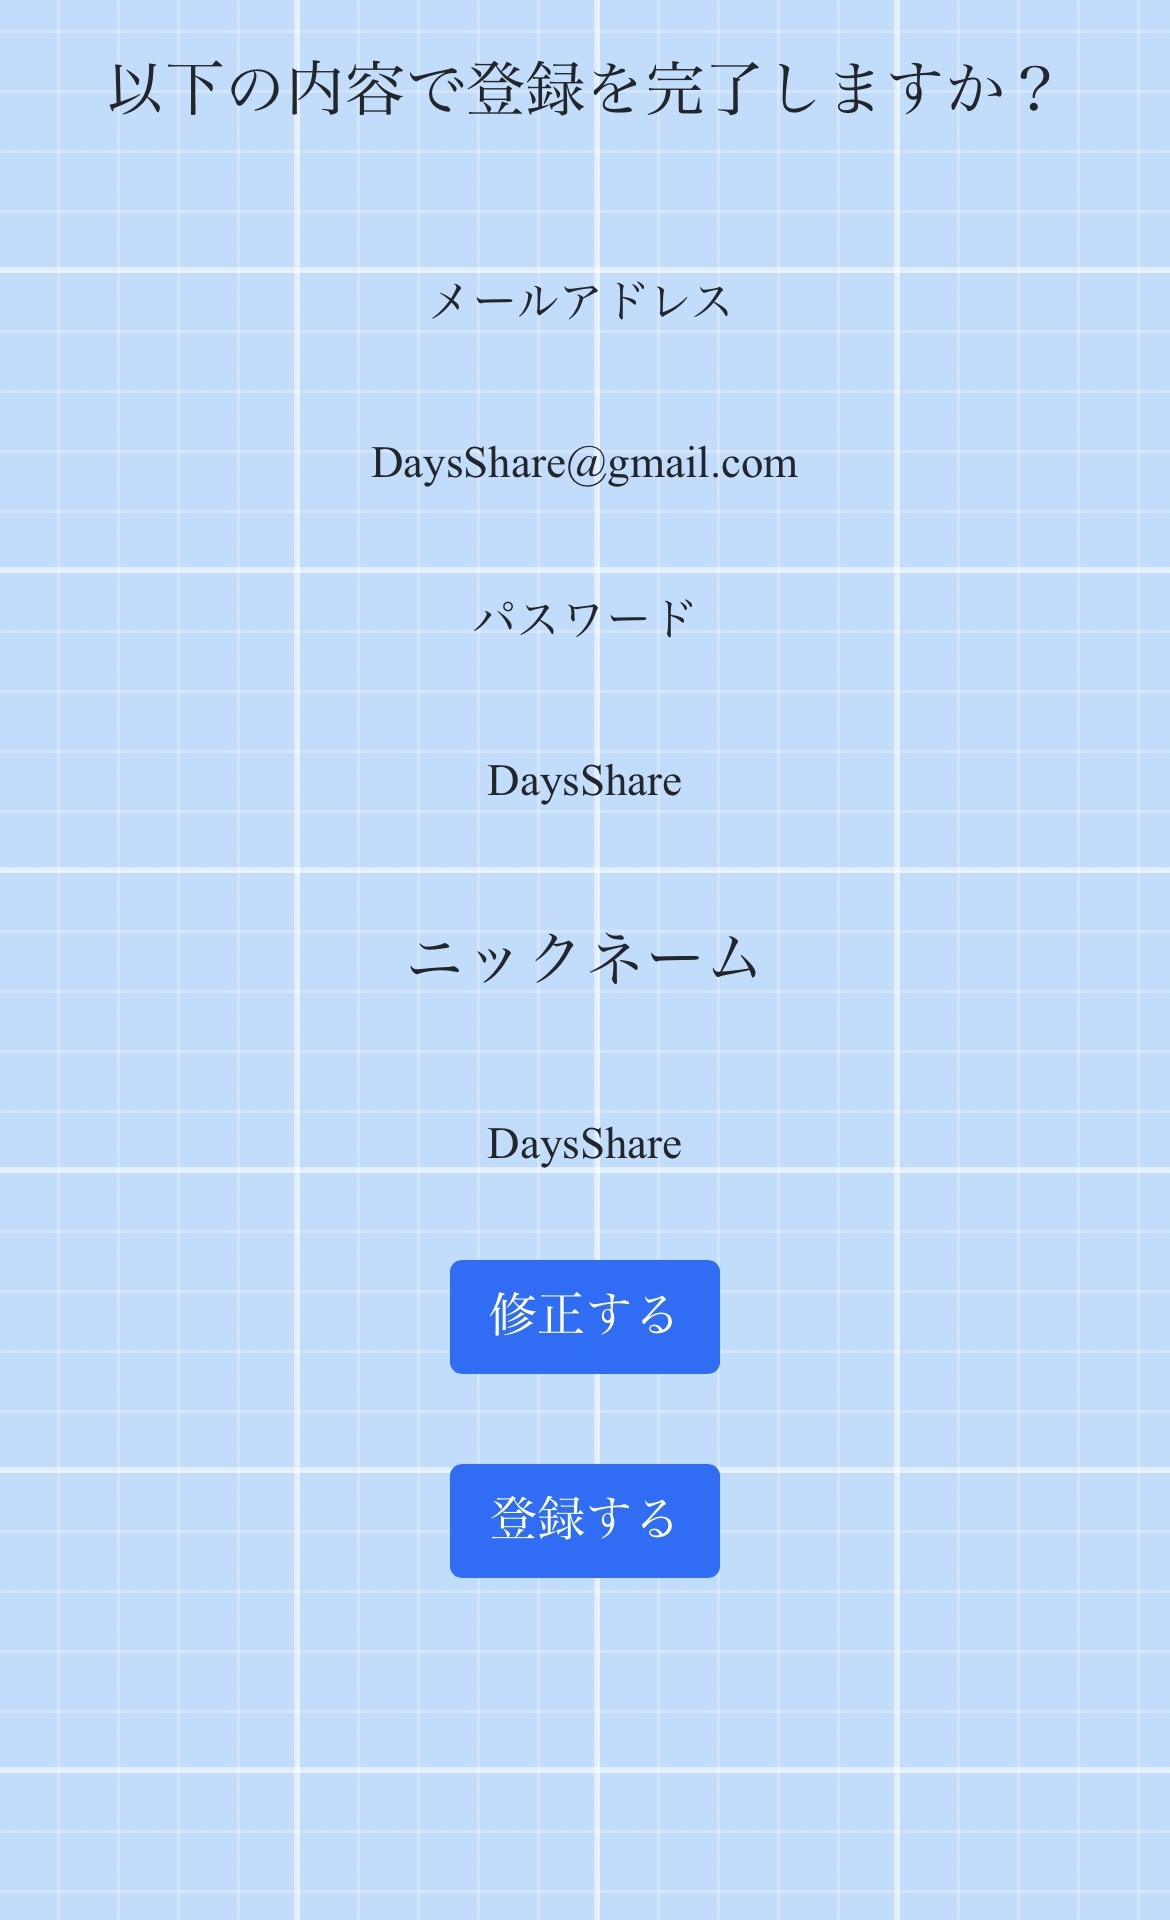 以下の内容で登録を完了しますか？
メールアドレス
DaysShare@gmail.com
パスワード
DaysShare
ニックネーム
DaysShare
修正する
登録する